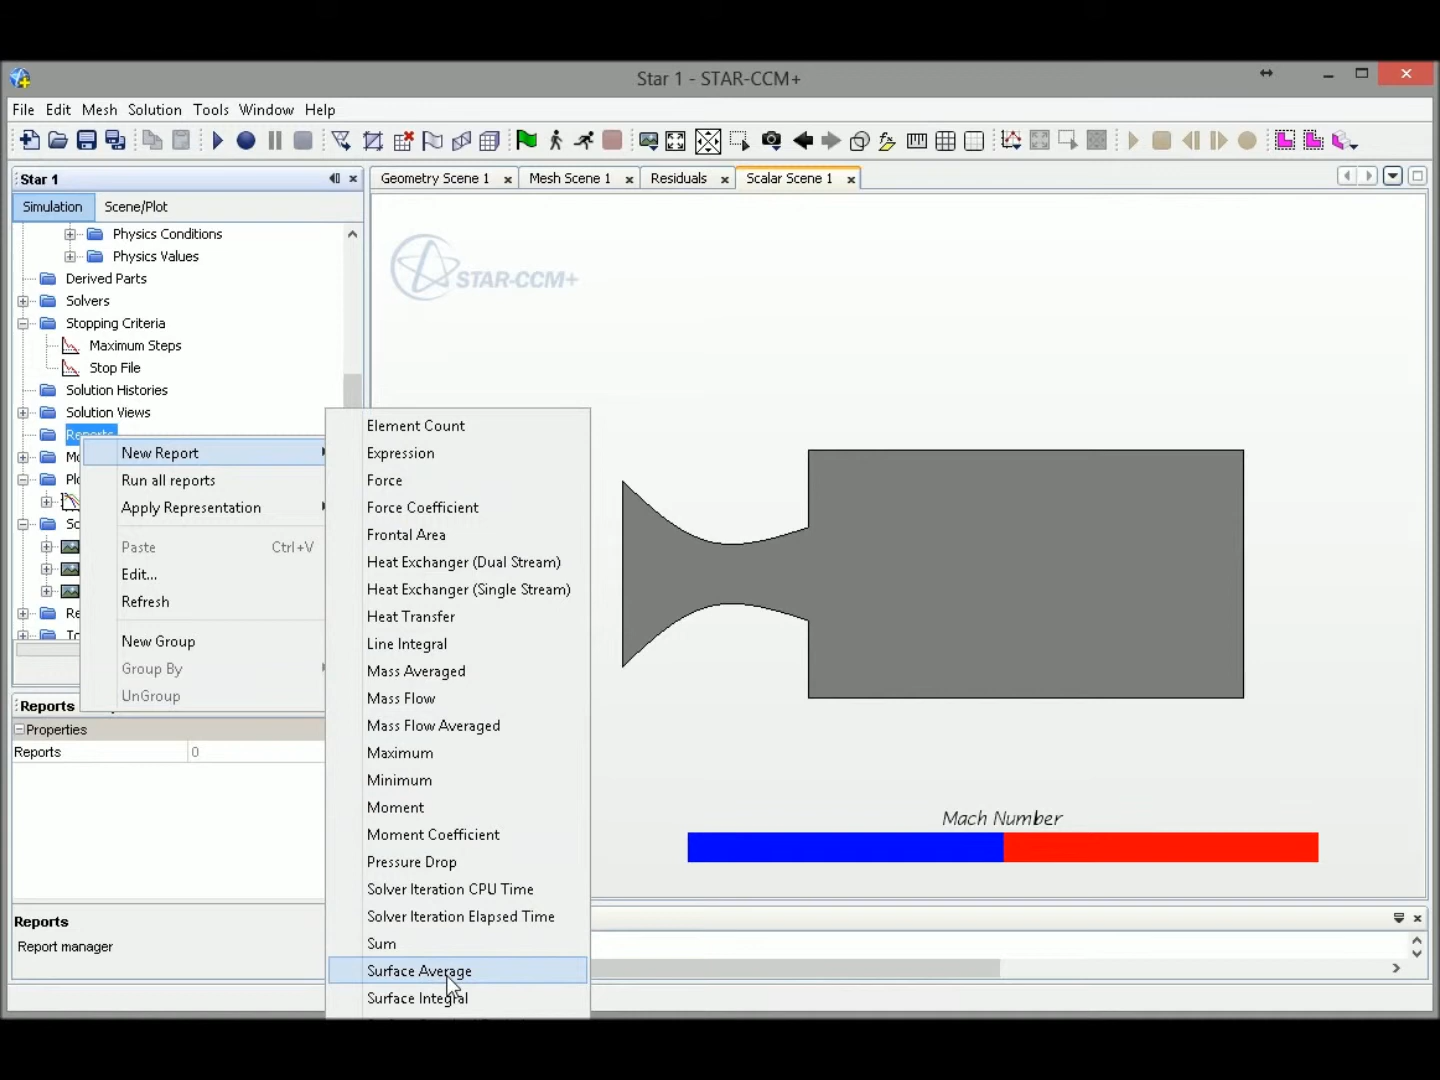 Star 1 - STAR-CCM+
File Edit Mesh Solution Tools Window Help
Star 1
Geometry Scene 1
Mesh Scene 1
Residuals
Scalar Scene 1
Simulation
Scene/Plot
Physics Conditions
Physics Values
Derived Parts
Solvers
Stopping Criteria
Maximum Steps
Stop File
Solution Histories
Solution Views
Reports
New Report
Run all reports
Apply Representation
Paste Ctrl+V
Edit...
Refresh
New Group
Group By
UnGroup
Element Count
Expression
Force
Force Coefficient
Frontal Area
Heat Exchanger (Dual Stream)
Heat Exchanger (Single Stream)
Heat Transfer
Line Integral
Mass Averaged
Mass Flow
Mass Flow Averaged
Maximum
Minimum
Moment
Moment Coefficient
Pressure Drop
Solver Iteration CPU Time
Solver Iteration Elapsed Time
Sum
Surface Average
Surface Integral
STAR-CCM+
Mach Number
Reports
Properties
Reports 0
Reports
Report manager